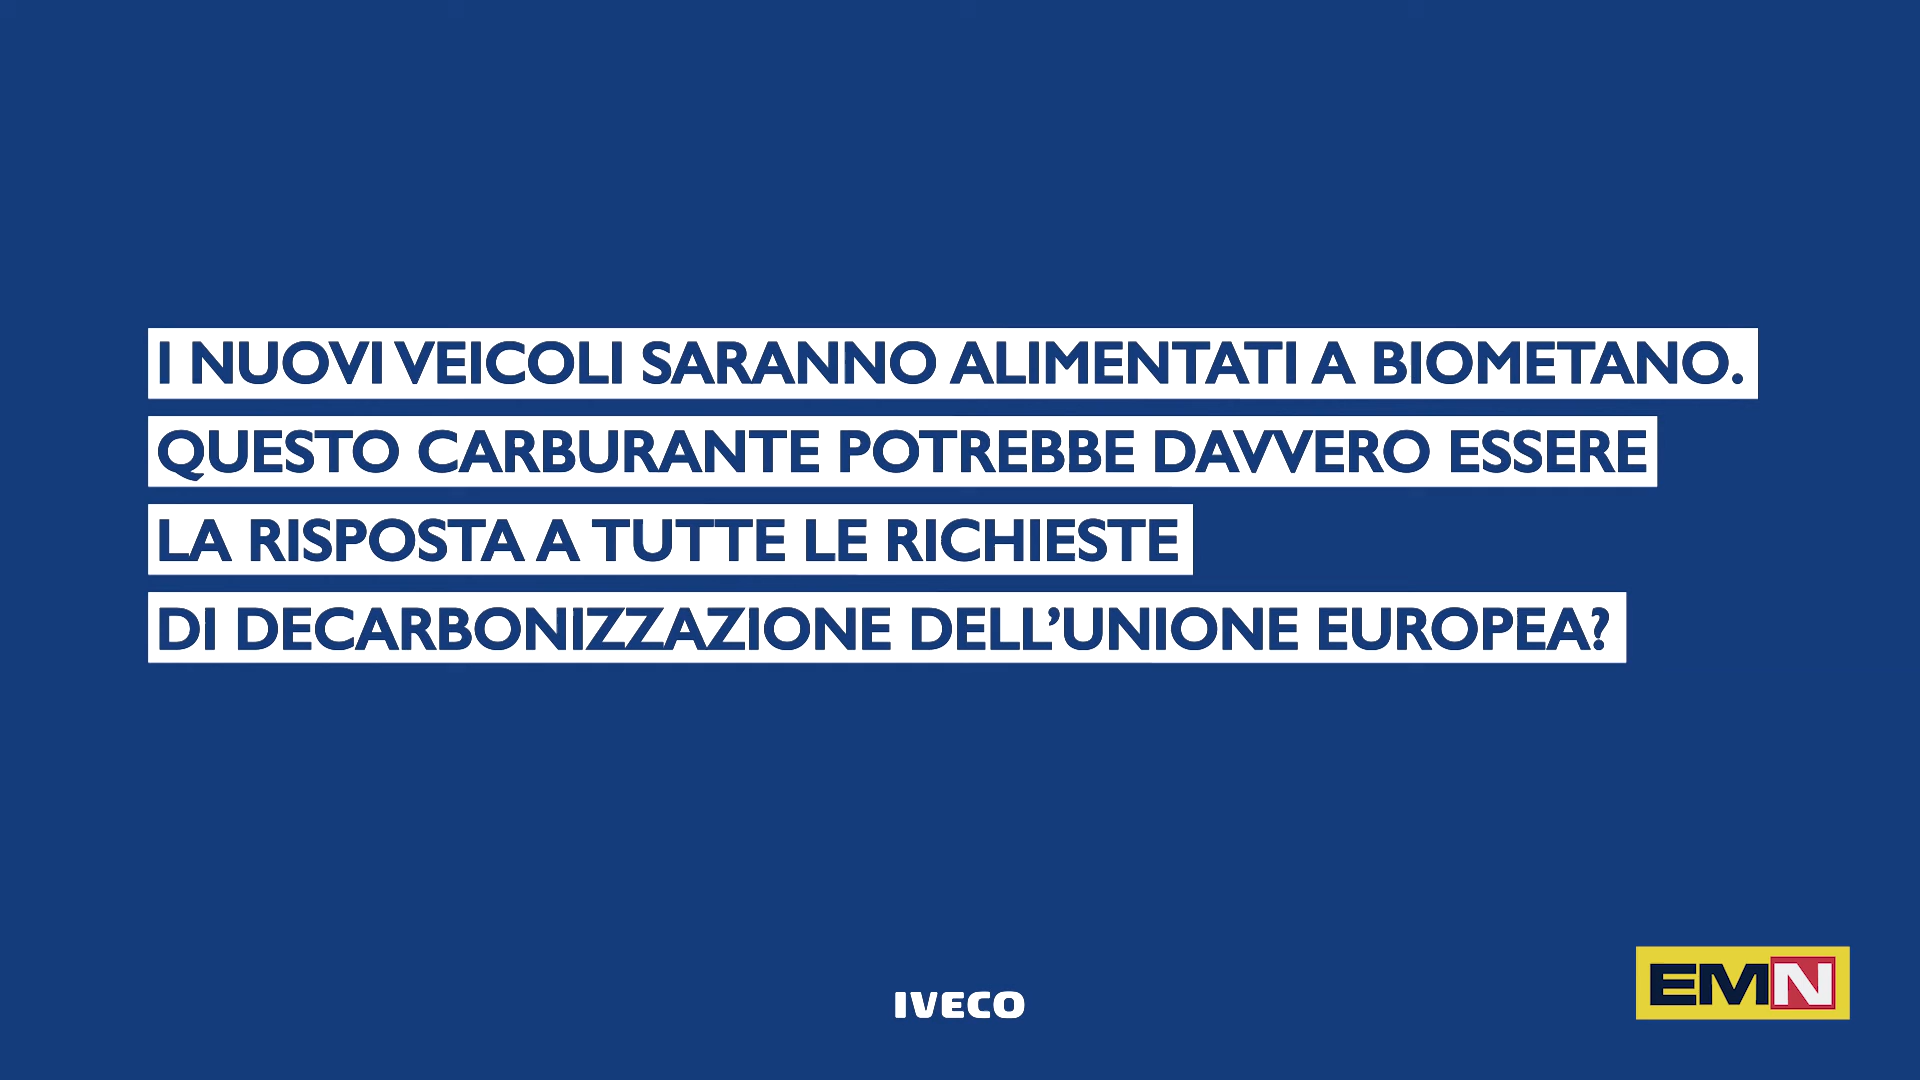 I NUOVI VEICOLI SARANNO ALIMENTATI A BIOMETANO.
QUESTO CARBURANTE POTREBBE DAVVERO ESSERE
LA RISPOSTA A TUTTE LE RICHIESTE
DI DECARBONIZZAZIONE DELL’UNIONE EUROPEA?
IVECO
EMN